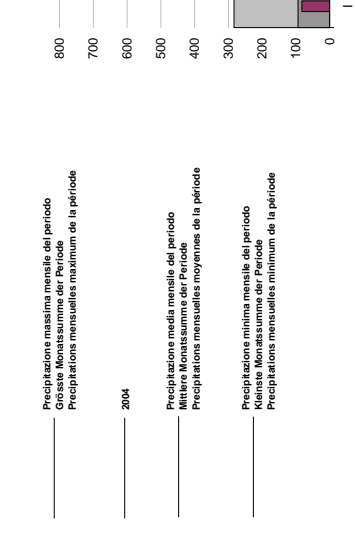 Precipitazione massima mensile del periodo
Grösste Monatssumme der Periode
Precipitations mensuelles maximum de la période
2004
Precipitazione media mensile del periodo
Mittlere Monatssumme der Periode
Precipitations mensuelles moyennes de la période
Precipitazione minima mensile del periodo
Kleinste Monatssumme der Periode
Precipitations mensuelles minimum de la période
800
700
600
500
400
300
200
100
0
I